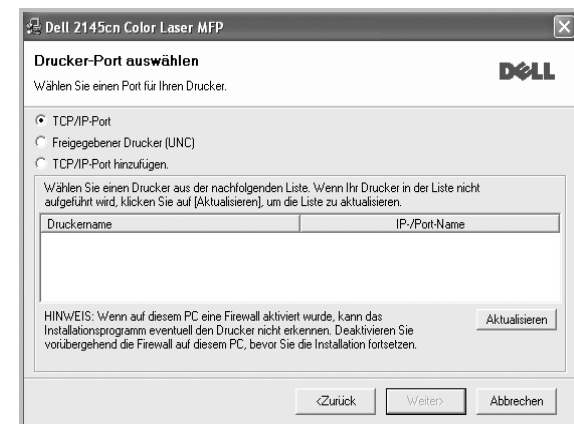 Dell 2145cn Color Laser MFP
Drucker-Port auswählen
Wählen Sie einen Port für Ihren Drucker.
DELL
TCP/IP-Port
Freigegebener Drucker (UNC)
TCP/IP-Port hinzufügen.
Wählen Sie einen Drucker aus der nachfolgenden Liste. Wenn Ihr Drucker in der Liste nicht
aufgeführt wird, klicken Sie auf [Aktualisieren], um die Liste zu aktualisieren.
Druckername IP-/Port-Name
HINWEIS: Wenn auf diesem PC eine Firewall aktiviert
wurde, kann das
Installationsprogramm eventuell den Drucker nicht erkennen. Deaktivieren Sie
vorübergehend die Firewall auf diesem PC, bevor Sie die Installation fortsetzen.
Aktualisieren
<Zurück Weiter> Abbrechen